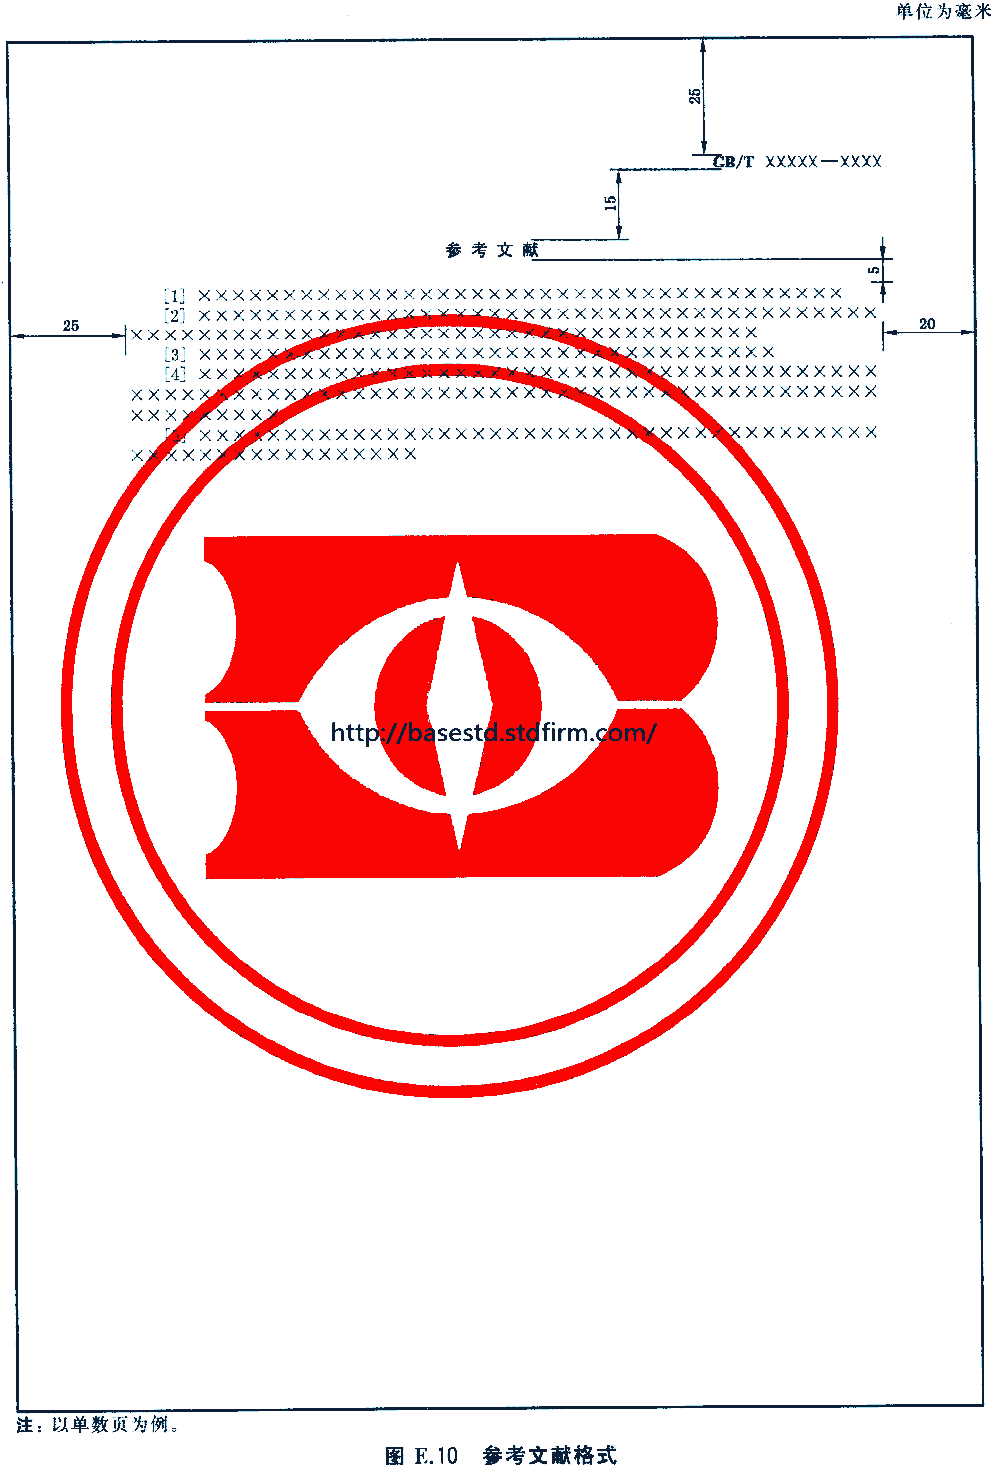 单位为毫米
25
GB/T XXXXX—XXXX
15
参考文献
5
[1] ××××××××××××××××××××××××××××××××××××××
[2] ××××××××××××××××××××××××××××××××××××××××
25
20
×××××××××××××××××××××××××××××××××××××
[3] ××××××××××××××××××××××××××××××××××
[4] ××××××××××××××××××××××××××××××××××××××××
××××××××××××××××××××××××××××××××××××××××××××
×××××××××
××××××××××××××××××××××××××××××××××××××××
×××××××××××××××××
http://basestd.stdfirm.com/
注：以单数页为例。
图 E.10 参考文献格式